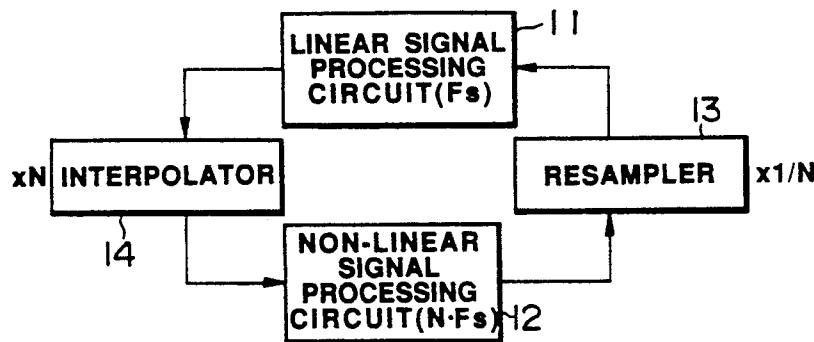 11
LINEAR SIGNAL
PROCESSING
CIRCUIT(Fs)
13
xN
INTERPOLATOR
RESAMPLER
x1/N
14
NON-LINEAR
SIGNAL
PROCESSING
CIRCUIT(N·Fs)
12